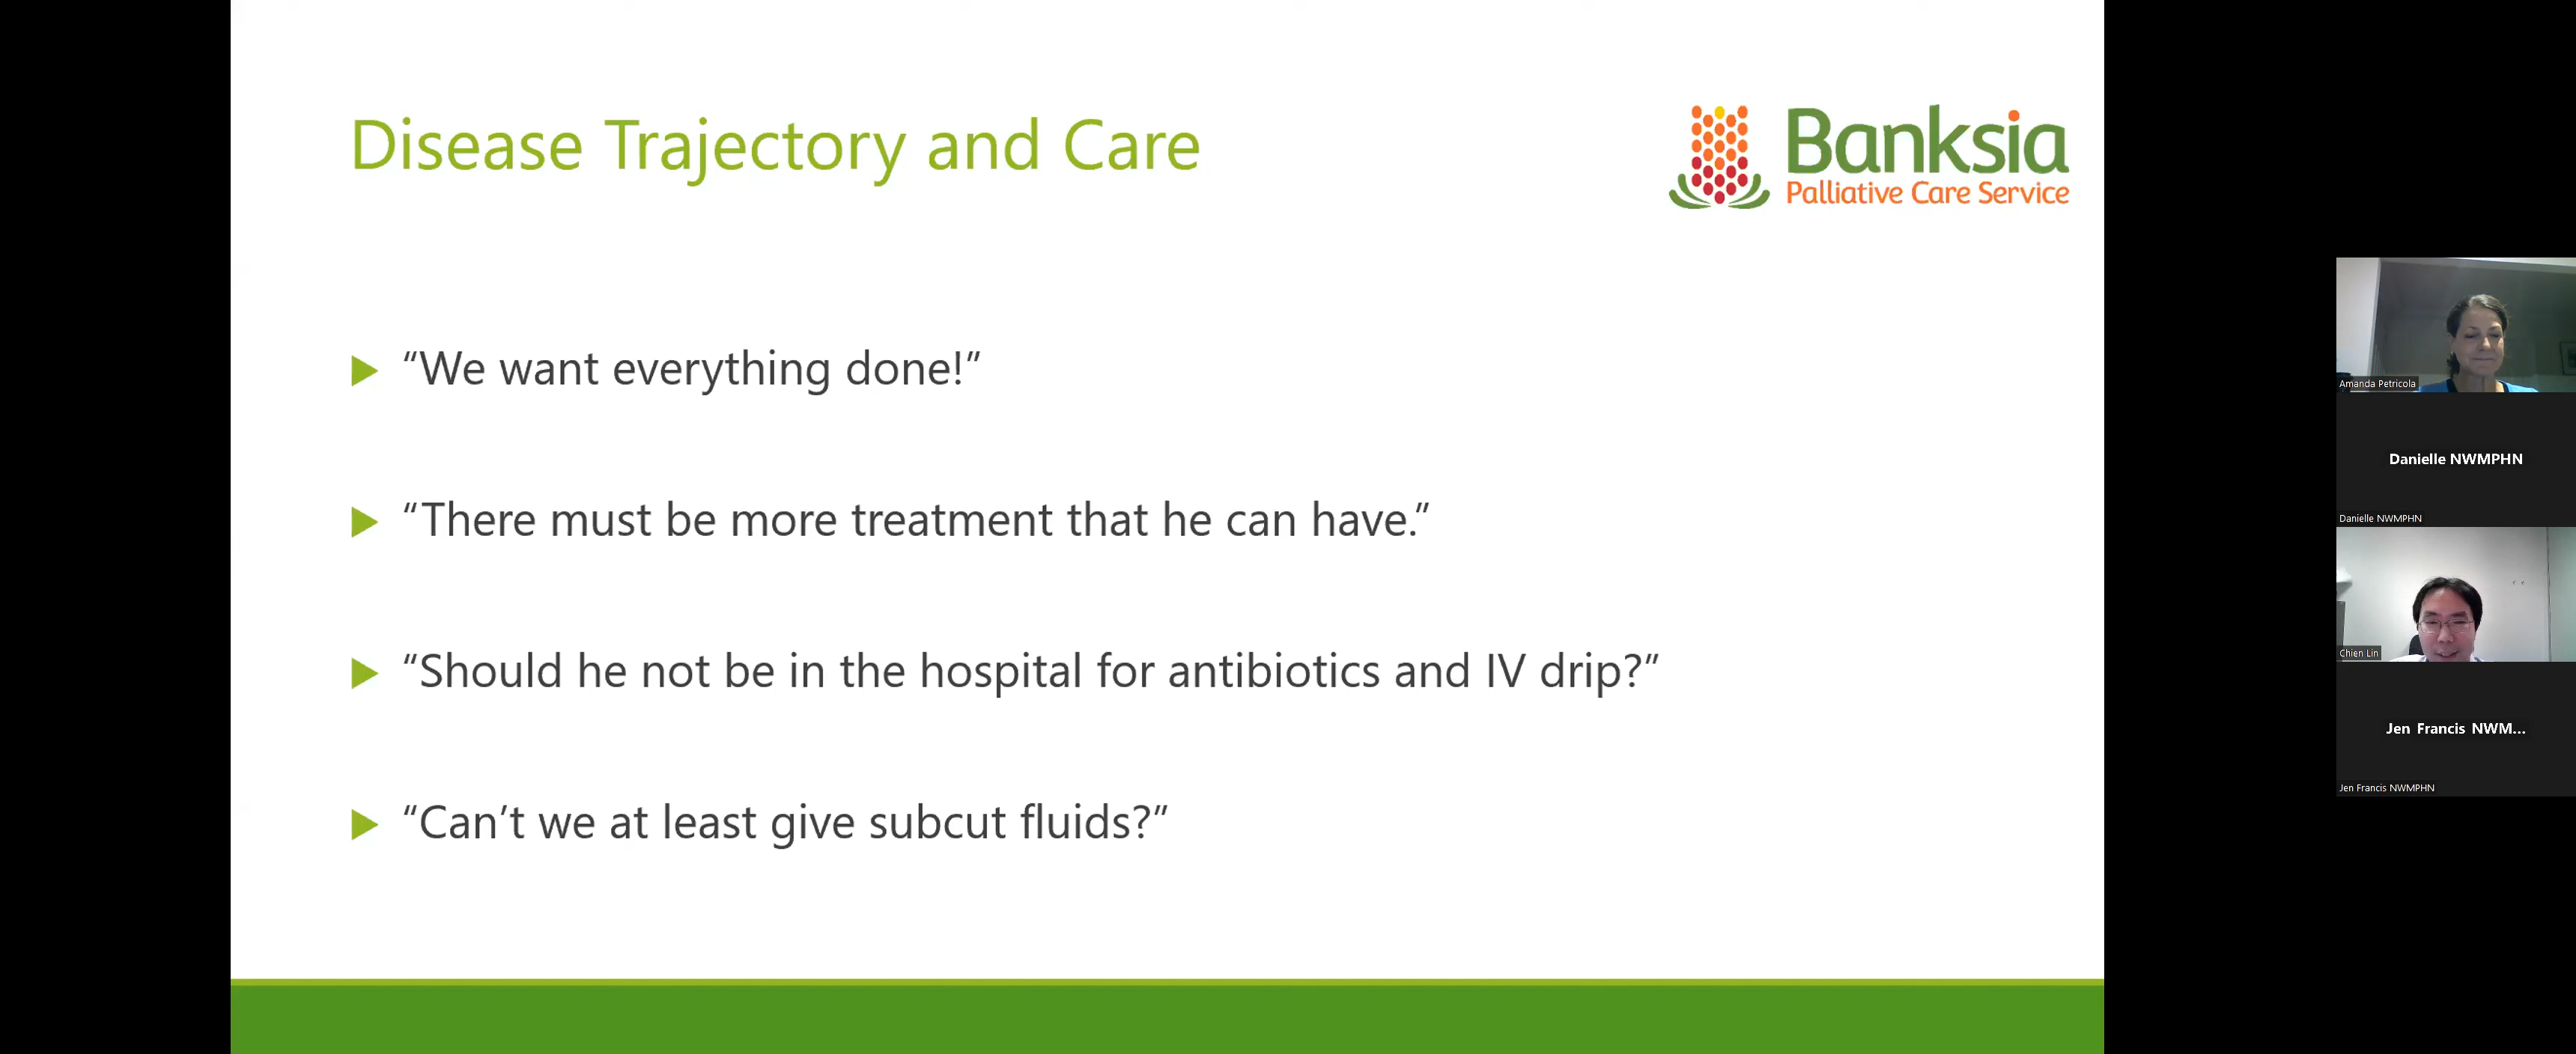 Disease Trajectory and Care
Banksia
Palliative Care Service
“We want everything done!”
“There must be more treatment that he can have.”
“Should he not be in the hospital for antibiotics and IV drip?”
“Can’t we at least give subcut fluids?”
Amanda Petricola
Danielle NWMPHN
Danielle NWMPHN
Chien Lin
Jen Francis NWM...
Jen Francis NWMPHN